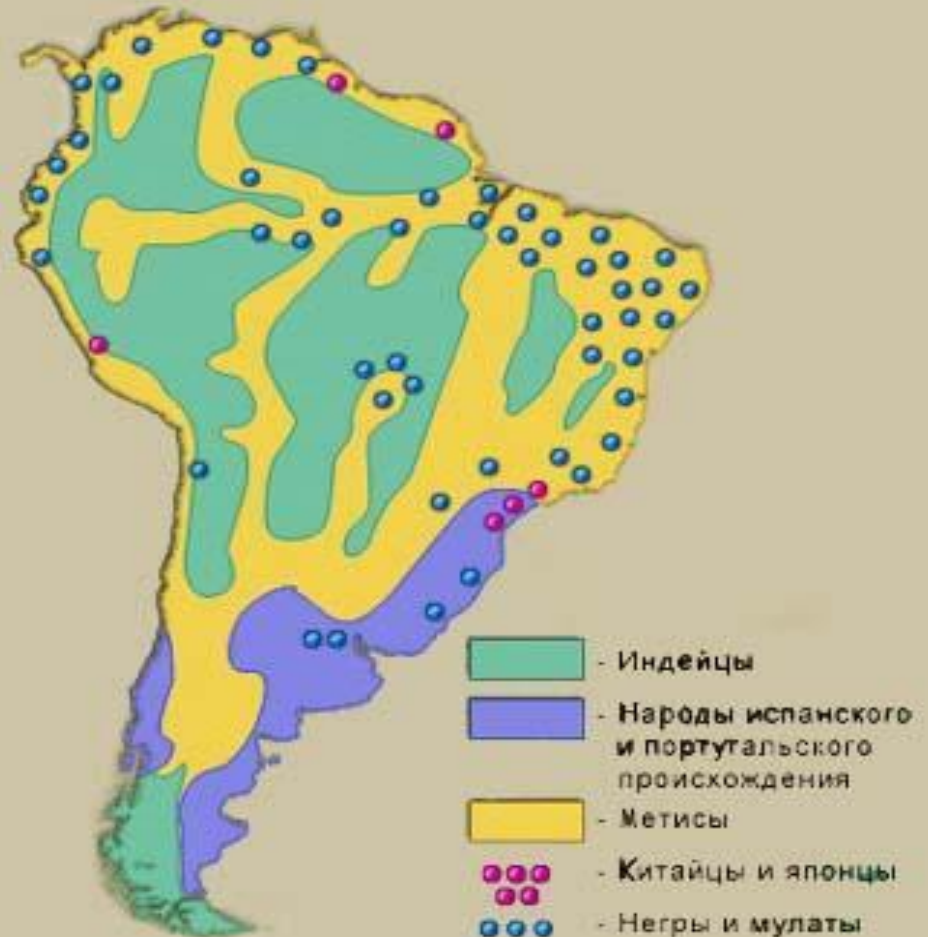 - Индейцы
- Народы испанского
и португальского
происхождения
- Метисы
- Китайцы и японцы
- Негры и мулаты